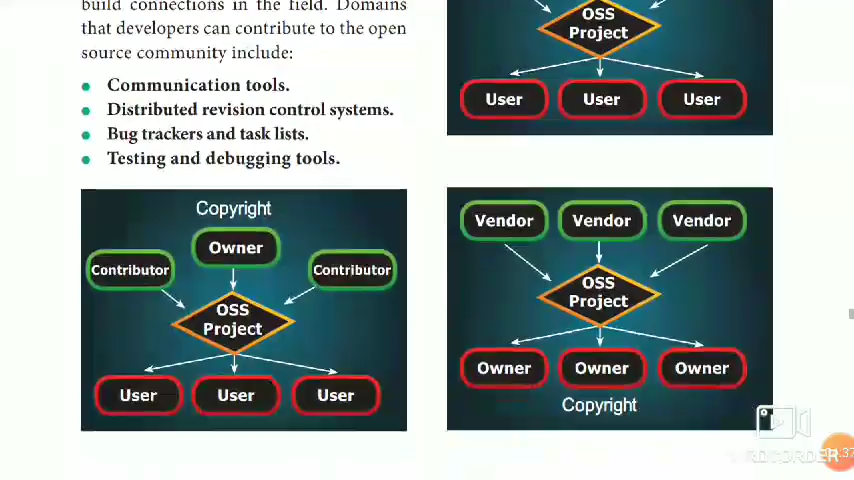 build connections in the field. Domains
that developers can contribute to the open
source community include:
Communication tools.
Distributed revision control systems.
Bug trackers and task lists.
Testing and debugging tools.
Copyright
Owner
Contributor
Contributor
OSS
Project
User
User
User
OSS
Project
User
User
User
Vendor
Vendor
Vendor
OSS
Project
Owner
Owner
Owner
Copyright